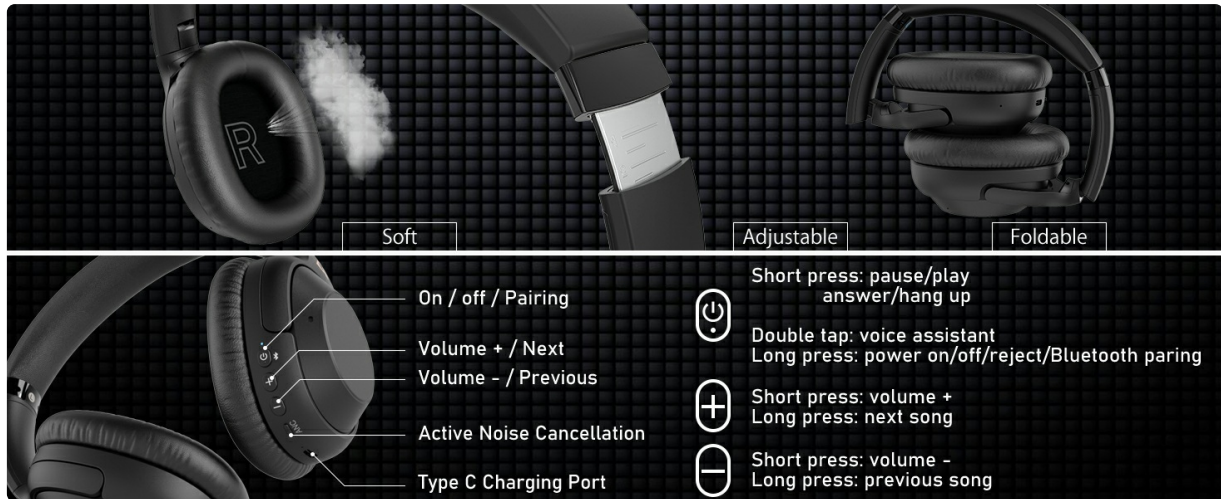 R
Soft
Adjustable
Foldable
On / off / Pairing
Volume + / Next
Volume - / Previous
Active Noise Cancellation
Type C Charging Port
ANC
Short press: pause/play
answer/hang up
Double tap: voice assistant
Long press: power on/off/reject/Bluetooth paring
Short press: volume +
Long press: next song
Short press: volume -
Long press: previous song